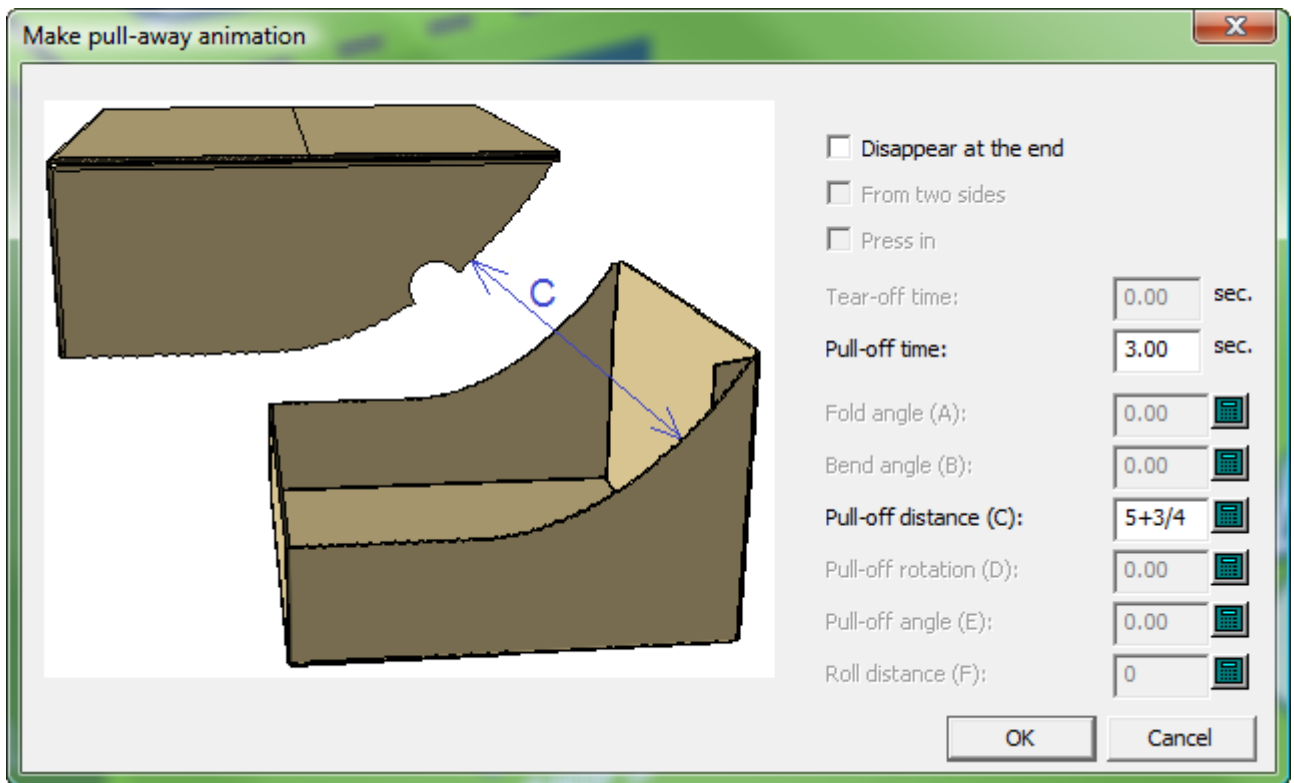 Make pull-away animation
C
Disappear at the end
From two sides
Press in
Tear-off time: 0.00 sec.
Pull-off time: 3.00 sec.
Fold angle (A): 0.00
Bend angle (B): 0.00
Pull-off distance (C): 5+3/4
Pull-off rotation (D): 0.00
Pull-off angle (E): 0.00
Roll distance (F): 0
OK Cancel